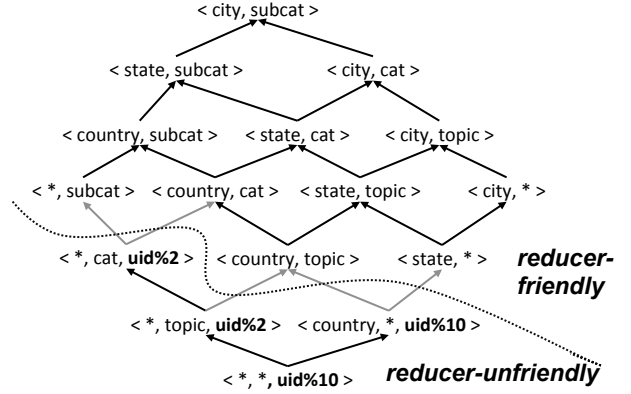 < city, subcat >
< state, subcat > < city, cat >
< country, subcat > < state, cat > < city, topic >
< *, subcat > < country, cat > < state, topic > < city, * >
< *, cat, uid%2 > < country, topic > < state, * > reducer-
friendly
< *, topic, uid%2 > < country, *, uid%10 >
< *, *, uid%10 > reducer-unfriendly